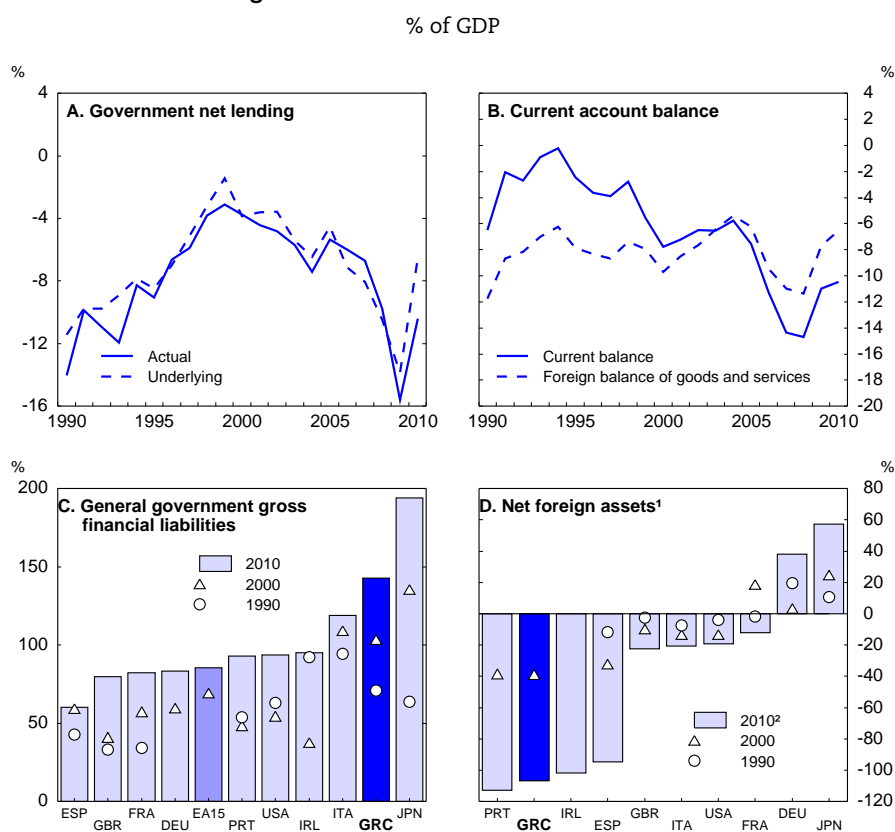 % of GDP
%
%
4
0
-4
-8
-12
-16
A. Government net lending
Actual
Underlying
1990
1995
2000
2005
2010
B. Current account balance
4
2
0
-2
-4
-6
-8
-10
-12
-14
-16
-18
-20
Current balance
Foreign balance of goods and services
1990
1995
2000
2005
2010
%
200
150
100
50
0
C. General government gross
financial liabilities
2010
2000
1990
ESP
GBR
FRA
DEU
EA15
PRT
USA
IRL
ITA
GRC
JPN
%
D. Net foreign assets¹
80
60
40
20
0
-20
-40
-60
-80
-100
-120
2010²
2000
1990
PRT
GRC
IRL
ESP
GBR
ITA
USA
FRA
DEU
JPN